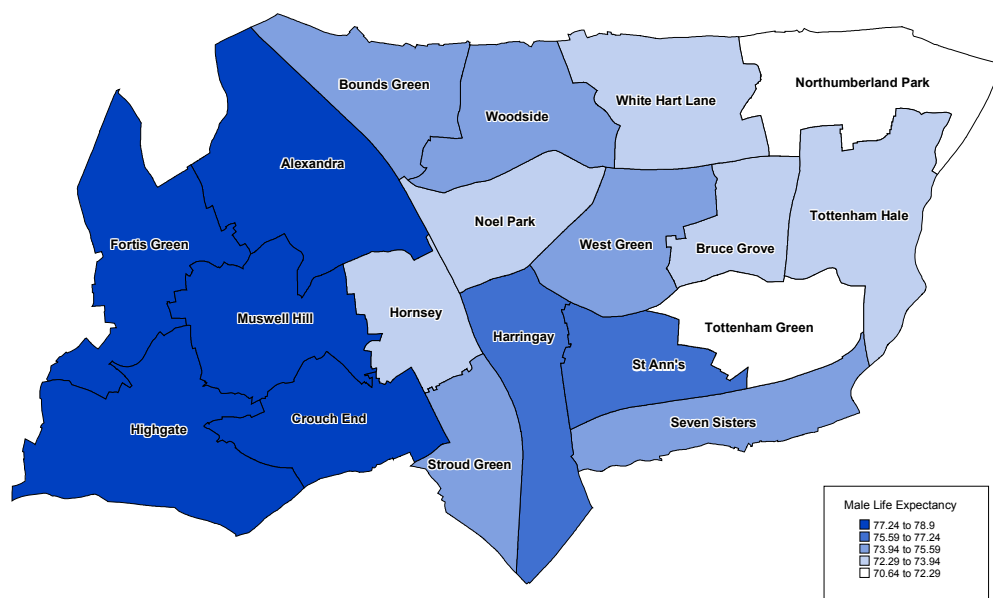 Northumberland Park
Bounds Green
White Hart Lane
Woodside
Alexandra
Tottenham Hale
Noel Park
Fortis Green
West Green
Bruce Grove
Hornsey
Muswell Hill
Tottenham Green
Harringay
St Ann's
Crouch End
Seven Sisters
Highgate
Stroud Green
Male Life Expectancy
77.24 to 78.9
75.59 to 77.24
73.94 to 75.59
72.29 to 73.94
70.64 to 72.29